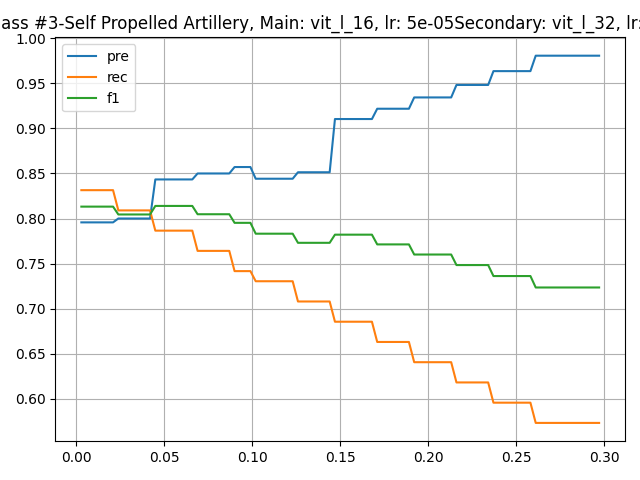 ass #3-Self Propelled Artillery, Main: vit_l_16, lr: 5e-05Secondary: vit_l_32, lr:
pre
rec
f1
1.00
0.95
0.90
0.85
0.80
0.75
0.70
0.65
0.60
0.00 0.05 0.10 0.15 0.20 0.25 0.30